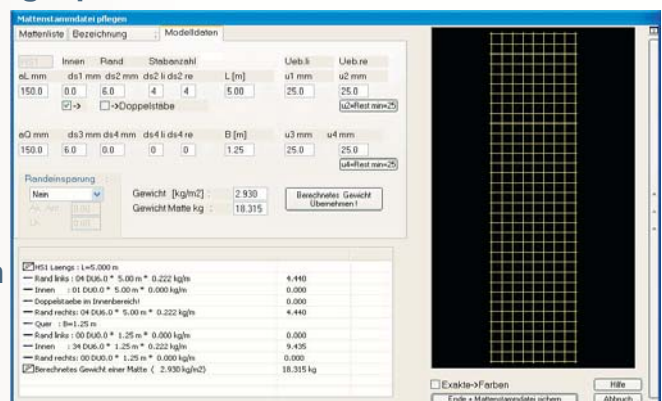 Mattenstammdatei pflegen
Mattenliste Bezeichnung : Modelldaten
HS1 Innen Rand Stabanzahl Ueb.li Ueb.re
aL mm ds1 mm ds2 mm ds2 li ds2 re L [m] u1 mm u2 mm
150.0 0.0 6.0 4 4 5.00 25.0 25.0
-> ->Doppelstäbe u2=Rest min=25
aQ mm ds3 mm ds4 mm ds4 li ds4 re B [m] u3 mm u4 mm
150.0 6.0 0.0 0 0 1.25 25.0 25.0
u4=Rest min=25
Randeinsparung :
Nein Gewicht [kg/m2] : 2.930 Berechnetes Gewicht
Übernehmen !
Gewicht Matte kg : 18.315
HS1 Laengs : L=5.000 m
Rand links : 04 DU6.0 * 5.00 m * 0.222 kg/m 4.440
Innen : 01 DU0.0 * 5.00 m * 0.000 kg/m 0.000
Doppelstaebe im Innenbereich! 0.000
Rand rechts: 04 DU6.0 * 5.00 m * 0.222 kg/m 4.440
Quer : B=1.25 m
Rand links : 00 DU0.0 * 1.25 m * 0.000 kg/m 0.000
Innen : 34 DU6.0 * 1.25 m * 0.222 kg/m 9.435
Rand rechts: 00 DU0.0 * 1.25 m * 0.000 kg/m 0.000
Berechnetes Gewicht einer Matte ( 2.930 kg/m2) 18.315 kg
Exakte->Farben Hilfe
Ende + Mattenstammdatei sichern Abbruch